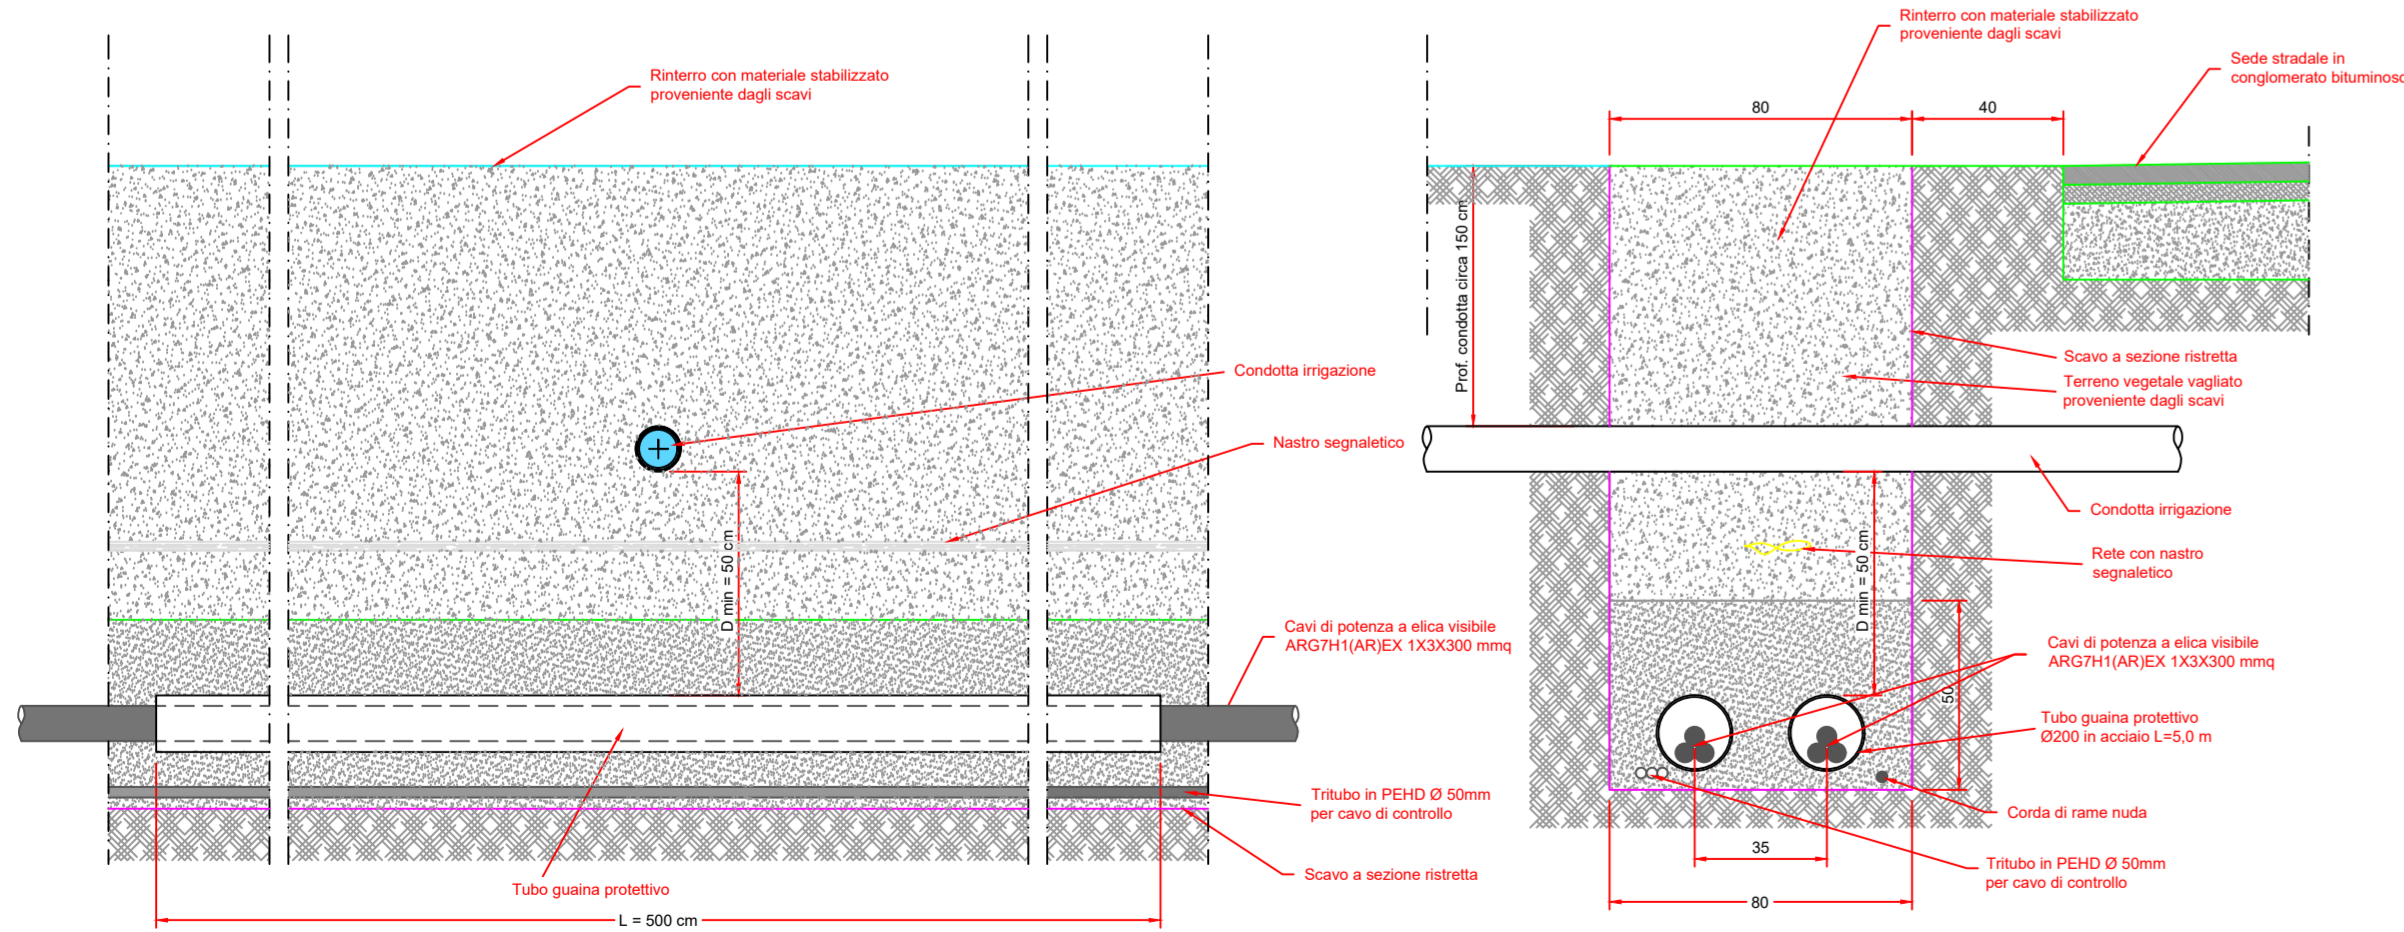 Rinterro con materiale stabilizzato
proveniente dagli scavi
Condotta irrigazione
Nastro segnaletico
D min = 50 cm
Cavi di potenza a elica visibile
ARG7H1(AR)EX 1X3X300 mmq
Tritubo in PEHD Ø 50mm
per cavo di controllo
Scavo a sezione ristretta
Tubo guaina protettivo
L = 500 cm
Rinterro con materiale stabilizzato
proveniente dagli scavi
Sede stradale in
conglomerato bituminoso
80
40
Prof. condotta circa 150 cm
Scavo a sezione ristretta
Terreno vegetale vagliato
proveniente dagli scavi
Condotta irrigazione
Rete con nastro
segnaletico
D min = 50 cm
Cavi di potenza a elica visibile
ARG7H1(AR)EX 1X3X300 mmq
50
Tubo guaina protettivo
Ø200 in acciaio L=5,0 m
Corda di rame nuda
35
Tritubo in PEHD Ø 50mm
per cavo di controllo
80